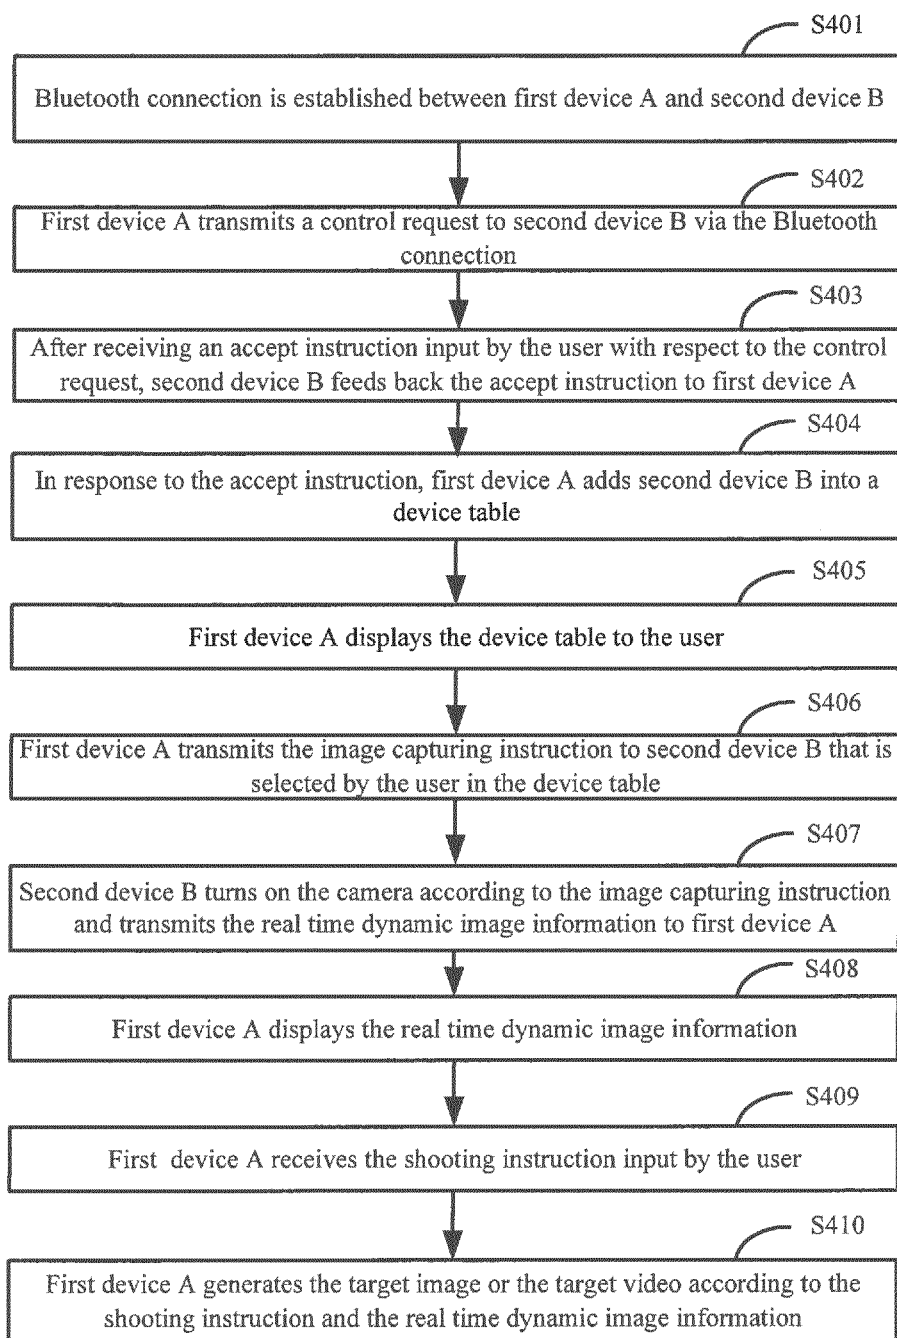 S401
Bluetooth connection is established between first device A and second device B
S402
First device A transmits a control request to second device B via the Bluetooth
connection
S403
After receiving an accept instruction input by the user with respect to the control
request, second device B feeds back the accept instruction to first device A
S404
In response to the accept instruction, first device A adds second device B into a
device table
S405
First device A displays the device table to the user
S406
First device A transmits the image capturing instruction to second device B that is
selected by the user in the device table
S407
Second device B turns on the camera according to the image capturing instruction
and transmits the real time dynamic image information to first device A
S408
First device A displays the real time dynamic image information
S409
First device A receives the shooting instruction input by the user
S410
First device A generates the target image or the target video according to the
shooting instruction and the real time dynamic image information